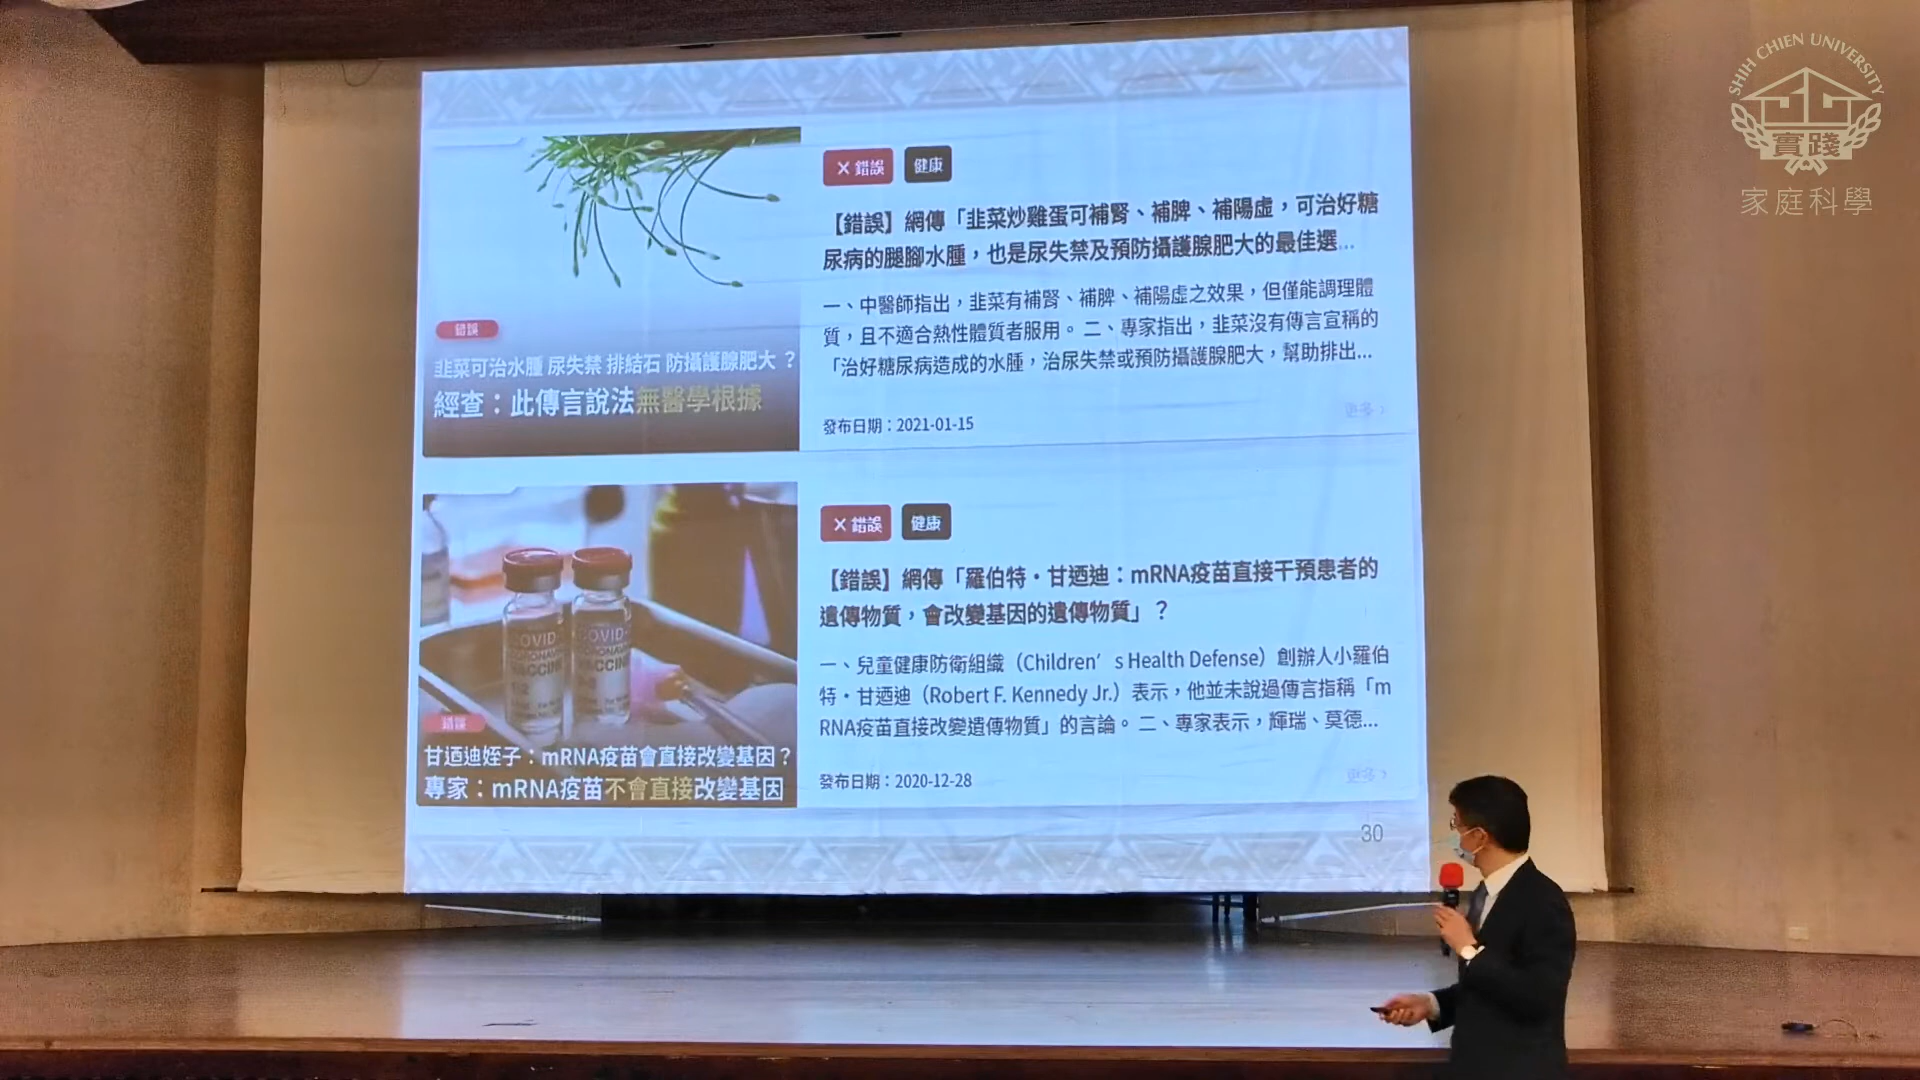 SHIH CHIEN UNIVERSITY
實踐
家庭科學
錯誤
韭菜可治水腫 尿失禁 排結石 防攝護腺肥大 ?
經查：此傳言說法無醫學根據
X 錯誤 健康
【錯誤】網傳「韭菜炒雞蛋可補腎、補脾、補陽虛，可治好糖
尿病的腿腳水腫，也是尿失禁及預防攝護腺肥大的最佳選...
一、中醫師指出，韭菜有補腎、補脾、補陽虛之效果，但僅能調理體
質，且不適合熱性體質者服用。 二、專家指出，韭菜沒有傳言宣稱的
「治好糖尿病造成的水腫，治尿失禁或預防攝護腺肥大，幫助排出...
發布日期：2021-01-15
更多 ›
COVID- COVID-
CORONAV CORONAVI
VACCINE VACCINE
錯誤
甘迺迪姪子：mRNA疫苗會直接改變基因？
專家：mRNA疫苗不會直接改變基因
X 錯誤 健康
【錯誤】網傳「羅伯特・甘迺迪：mRNA疫苗直接干預患者的
遺傳物質，會改變基因的遺傳物質」？
一、兒童健康防衛組織（Children’s Health Defense）創辦人小羅伯
特・甘迺迪（Robert F. Kennedy Jr.）表示，他並未說過傳言指稱「m
RNA疫苗直接改變遺傳物質」的言論。 二、專家表示，輝瑞、莫德...
發布日期：2020-12-28
更多 ›
30